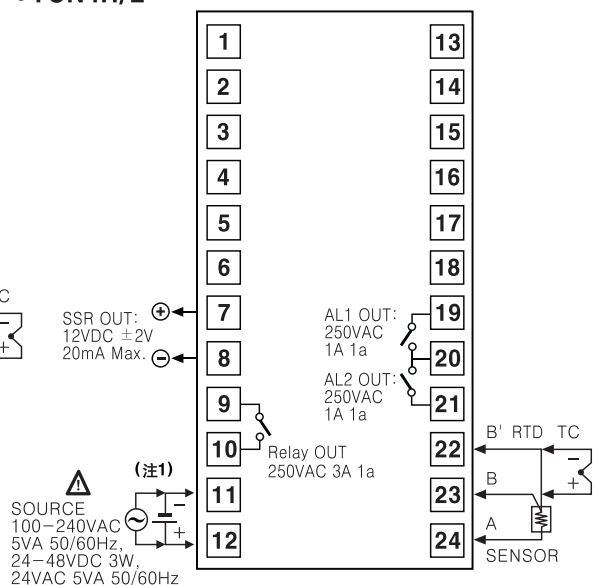 1 13
2 14
3 15
4 16
5 17
6 18
7 19
8 20
9 21
10 22
11 23
12 24
C
−
+
SSR OUT:
12VDC ±2V
20mA Max.
+
−
AL1 OUT:
250VAC
1A 1a
AL2 OUT:
250VAC
1A 1a
Relay OUT
250VAC 3A 1a
(注1)
SOURCE
100−240VAC
5VA 50/60Hz,
24−48VDC 3W,
24VAC 5VA 50/60Hz
−
+
B' RTD TC
−
+
B
A
SENSOR